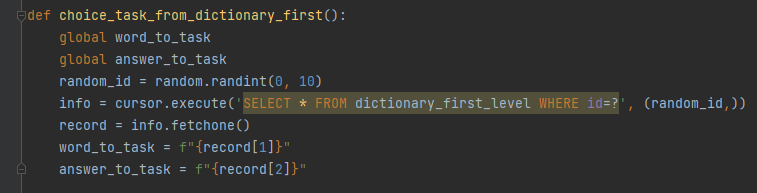 def choice_task_from_dictionary_first():
    global word_to_task
    global answer_to_task
    random_id = random.randint(0, 10)
    info = cursor.execute('SELECT * FROM dictionary_first_level WHERE id=?', (random_id,))
    record = info.fetchone()
    word_to_task = f"{record[1]}"
    answer_to_task = f"{record[2]}"